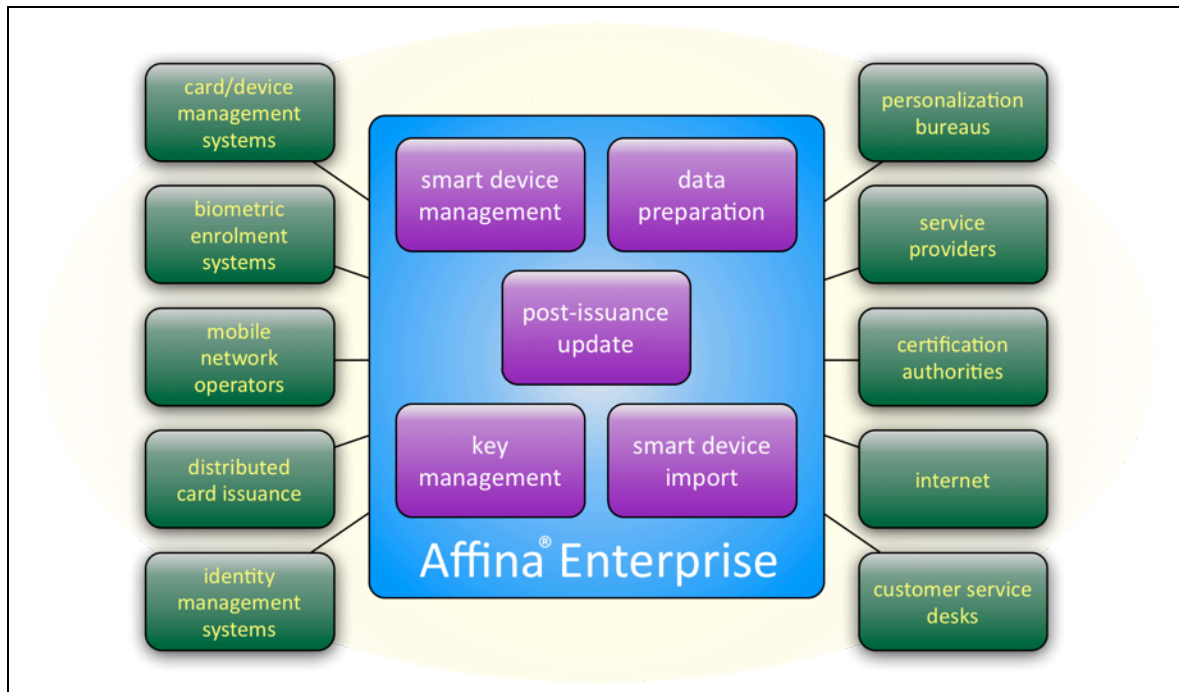 card/device
management
systems
biometric
enrolment
systems
mobile
network
operators
distributed
card issuance
identity
management
systems
smart device
management
data
preparation
post-issuance
update
key
management
smart device
import
Affina® Enterprise
personalization
bureaus
service
providers
certification
authorities
internet
customer service
desks